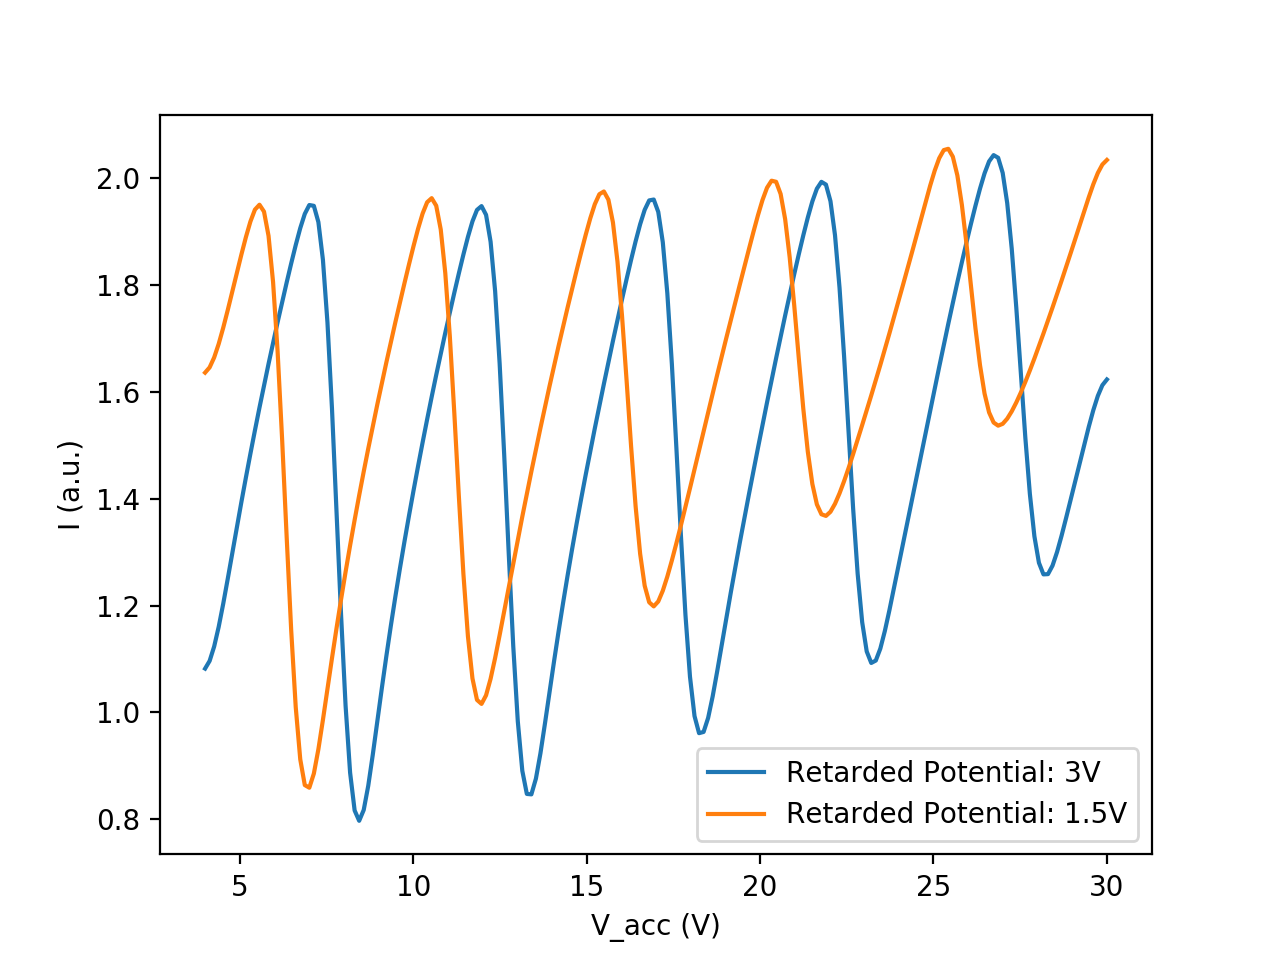 2.0
1.8
1.6
1.4
1.2
1.0
0.8
I (a.u.)
5 10 15 20 25 30
V_acc (V)
Retarded Potential: 3V
Retarded Potential: 1.5V